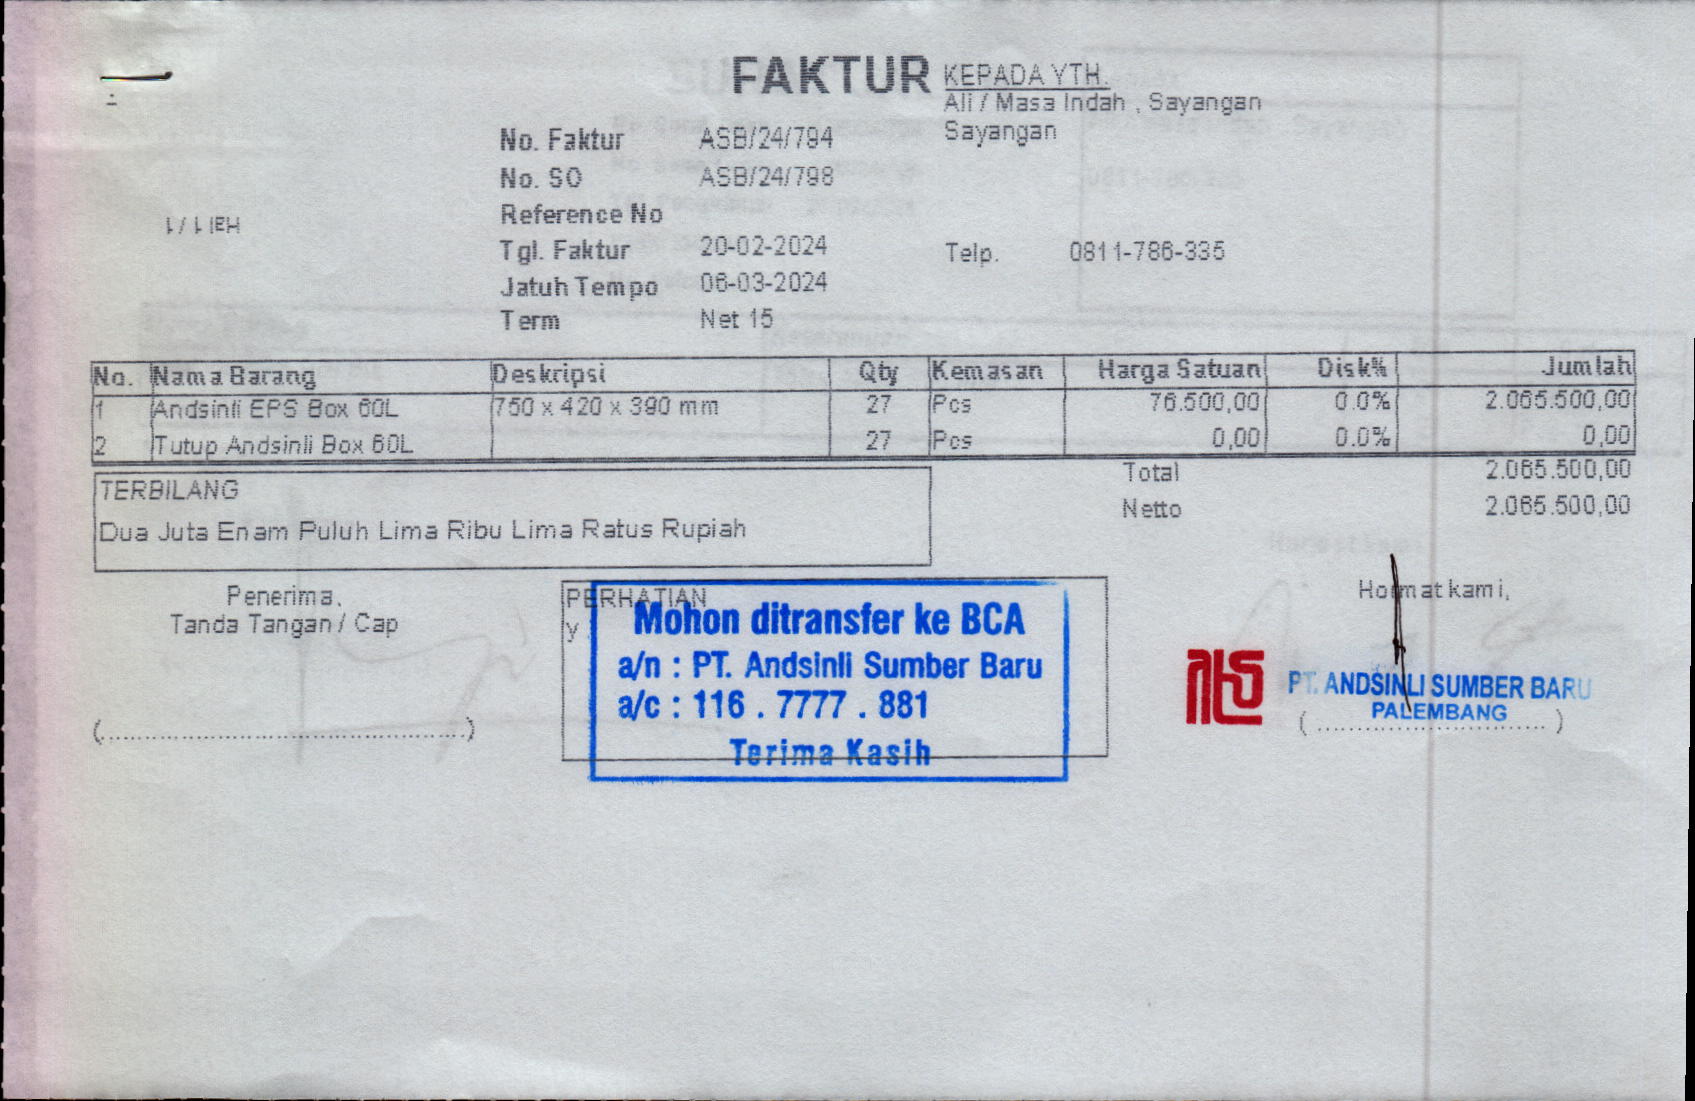 FAKTUR
KEPADA YTH.
Ali / Masa Indah , Sayangan
Sayangan
No. Faktur ASB/24/794
No. SO ASB/24/798
Reference No
Hal 1 / 1
Tgl. Faktur 20-02-2024
Telp. 0811-786-335
Jatuh Tempo 06-03-2024
Term Net 15
No. Nama Barang Deskripsi Qty Kemasan Harga Satuan Disk% Jumlah
1 Andsinli EPS Box 60L 750 x 420 x 390 mm 27 Pcs 76.500,00 0.0% 2.065.500,00
2 Tutup Andsinli Box 60L 27 Pcs 0,00 0.0% 0,00
Total 2.065.500,00
Netto 2.065.500,00
TERBILANG
Dua Juta Enam Puluh Lima Ribu Lima Ratus Rupiah
Penerima,
Tanda Tangan / Cap
(....................................................)
PERHATIAN
y
Mohon ditransfer ke BCA
a/n : PT. Andsinli Sumber Baru
a/c : 116 . 7777 . 881
Terima Kasih
Hormat kami,
PT. ANDSINLI SUMBER BARU
PALEMBANG
( ................................ )